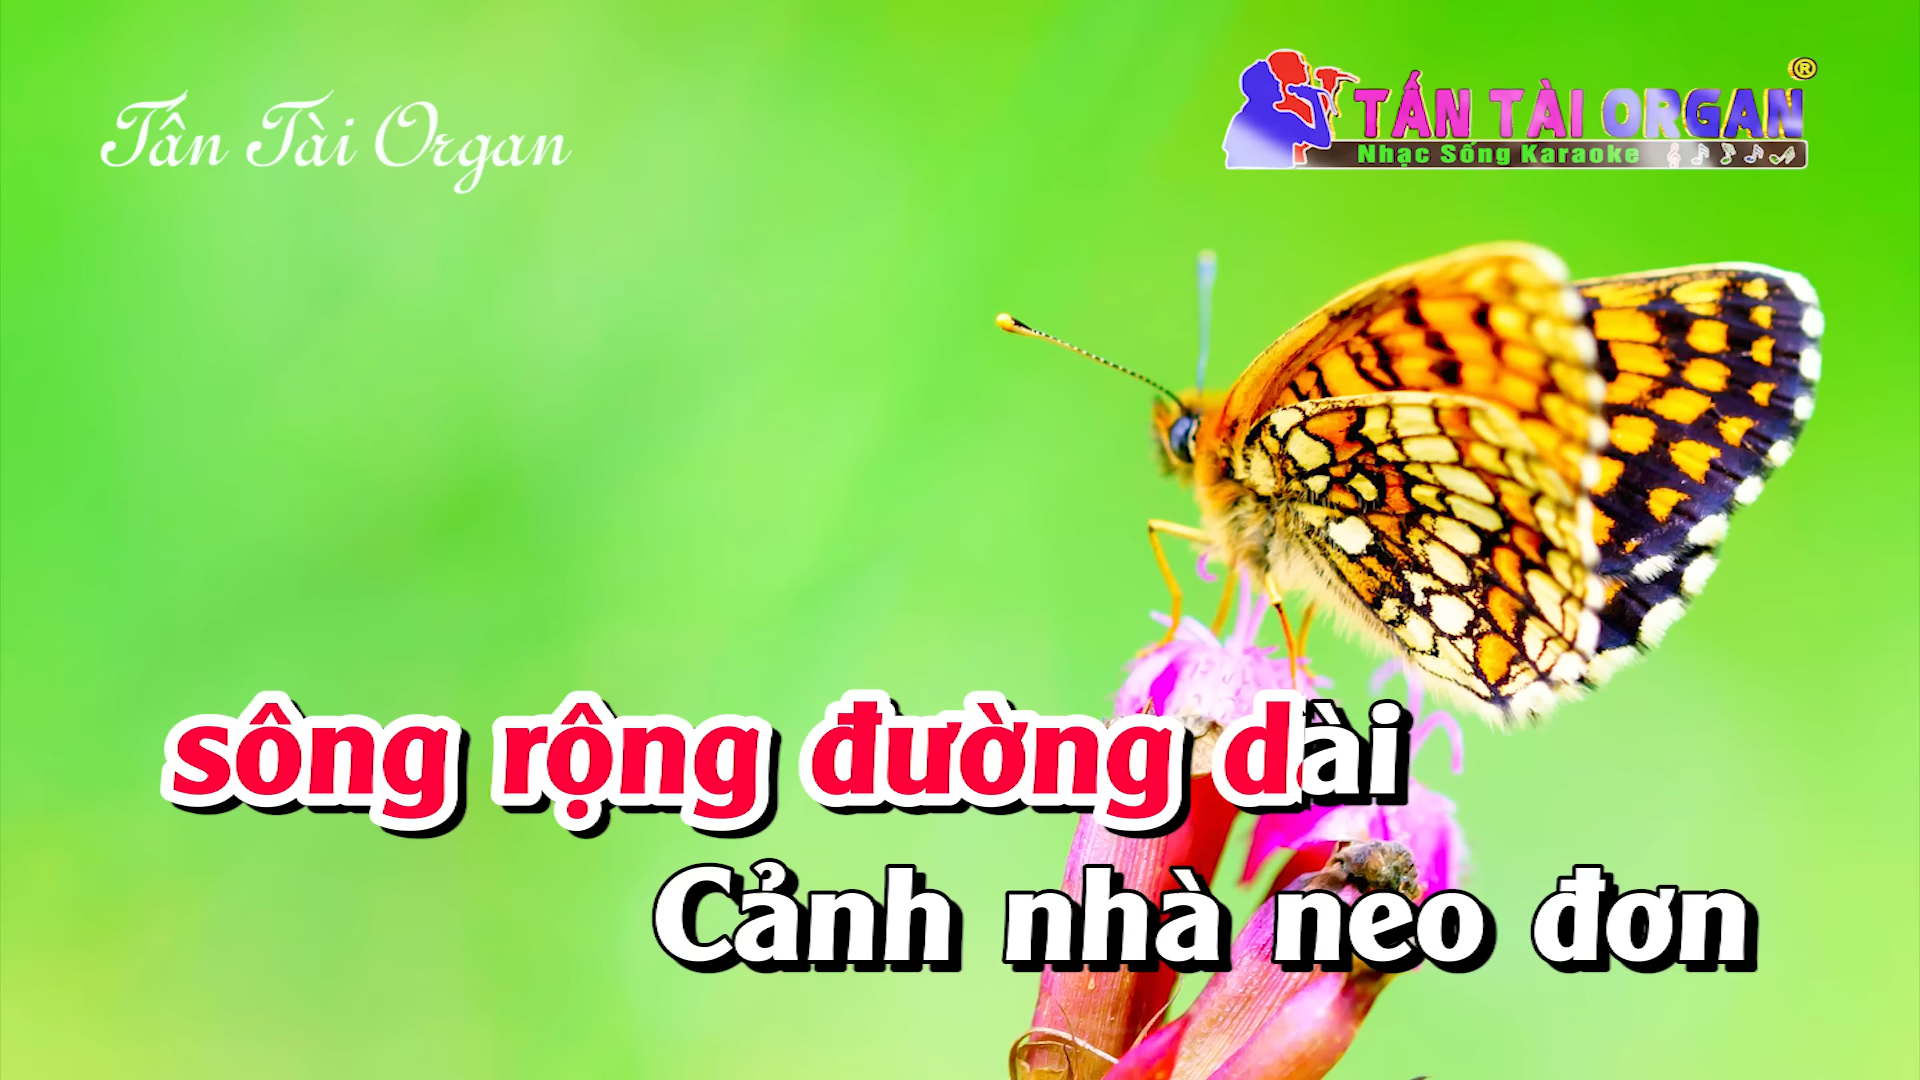 Tấn Tài Organ
TẤN TÀI ORGAN ®
Nhạc Sống Karaoke
sông rộng đường dài
Cảnh nhà neo đơn